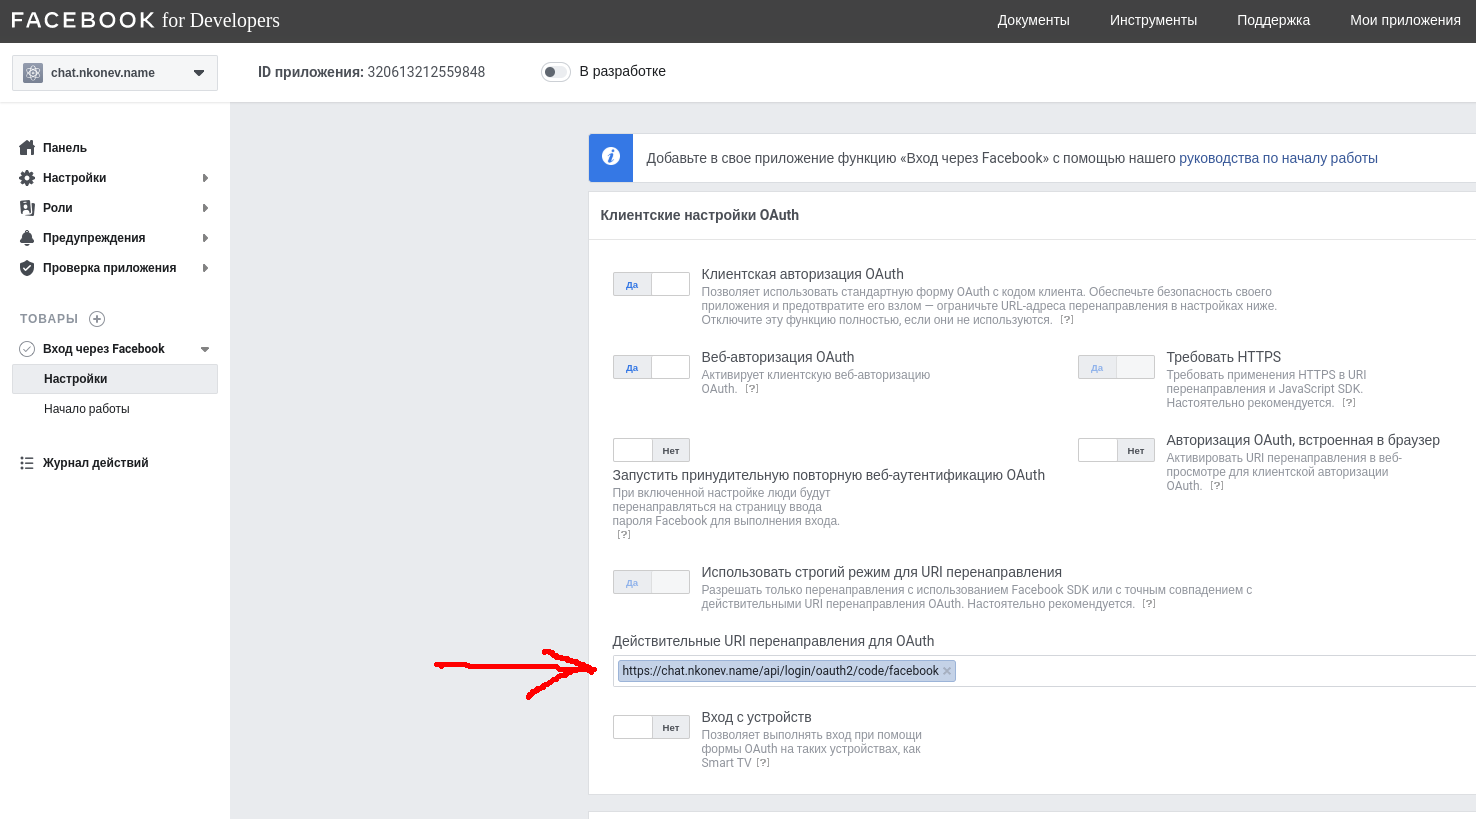 FACEBOOK for Developers
Документы
Инструменты
Поддержка
Мои приложения
chat.nkonev.name
ID приложения: 320613212559848
В разработке
Панель
Настройки
Роли
Предупреждения
Проверка приложения
ТОВАРЫ
Вход через Facebook
Настройки
Начало работы
Журнал действий
Добавьте в свое приложение функцию «Вход через Facebook» с помощью нашего руководства по началу работы
Клиентские настройки OAuth
Да
Клиентская авторизация OAuth
Позволяет использовать стандартную форму OAuth с кодом клиента. Обеспечьте безопасность своего
приложения и предотвратите его взлом — ограничьте URL-адреса перенаправления в настройках ниже.
Отключите эту функцию полностью, если они не используются. [?]
Да
Веб-авторизация OAuth
Активирует клиентскую веб-авторизацию
OAuth. [?]
Да
Требовать HTTPS
Требовать применения HTTPS в URI
перенаправления и JavaScript SDK.
Настоятельно рекомендуется. [?]
Нет
Запустить принудительную повторную веб-аутентификацию OAuth
При включенной настройке люди будут
перенаправляться на страницу ввода
пароля Facebook для выполнения входа.
[?]
Нет
Авторизация OAuth, встроенная в браузер
Активировать URI перенаправления в веб-
просмотре для клиентской авторизации
OAuth. [?]
Да
Использовать строгий режим для URI перенаправления
Разрешать только перенаправления с использованием Facebook SDK или с точным совпадением с
действительными URI перенаправления OAuth. Настоятельно рекомендуется. [?]
Действительные URI перенаправления для OAuth
https://chat.nkonev.name/api/login/oauth2/code/facebook
Нет
Вход с устройств
Позволяет выполнять вход при помощи
формы OAuth на таких устройствах, как
Smart TV [?]